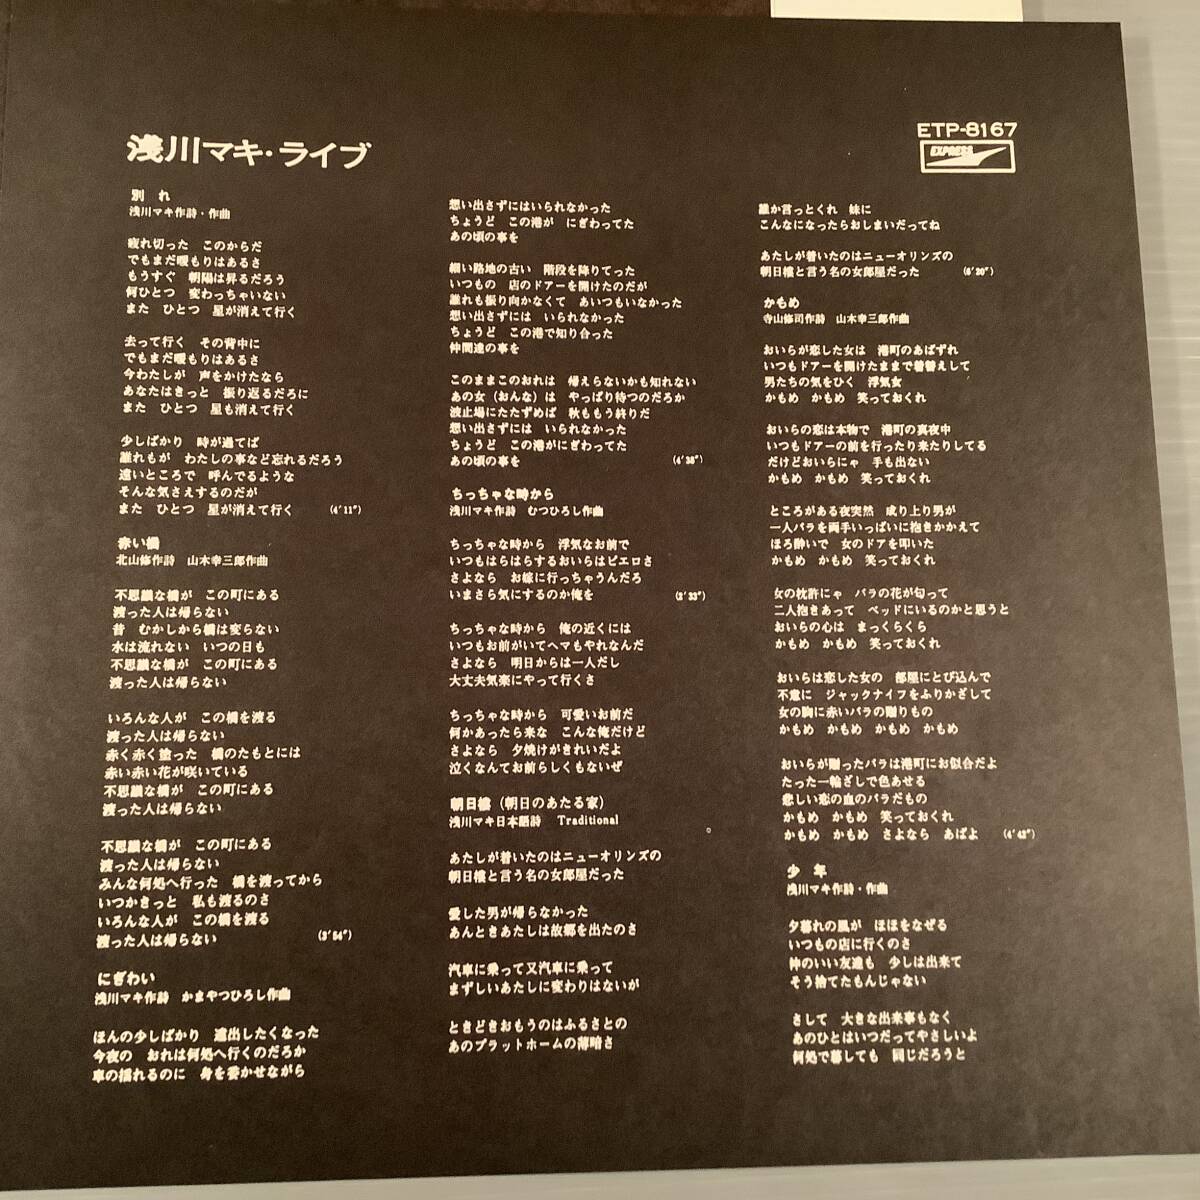 浅川マキ・ライブ
ETP-8167
EXPRESS
別れ
浅川マキ作詩・作曲
疲れ切った　このからだ
でもまだ暖もりはあるさ
もうすぐ　朝陽は昇るだろう
何ひとつ　変わっちゃいない
また　ひとつ　星が消えて行く
去って行く　その背中に
でもまだ暖もりはあるさ
今わたしが　声をかけたなら
あなたはきっと　振り返るだろに
また　ひとつ　星も消えて行く
少しばかり　時が過てば
誰れもが　わたしの事など忘れるだろう
遠いところで　呼んでるような
そんな気さえするのだが
また　ひとつ　星が消えて行く　(4′11″)
赤い橋
北山修作詩　山木幸三郎作曲
不思議な橋が　この町にある
渡った人は帰らない
昔　むかしから橋は変らない
水は流れない　いつの日も
不思議な橋が　この町にある
渡った人は帰らない
いろんな人が　この橋を渡る
渡った人は帰らない
赤く赤く塗った　橋のたもとには
赤い赤い花が咲いている
不思議な橋が　この町にある
渡った人は帰らない
不思議な橋が　この町にある
渡った人は帰らない
みんな何処へ行った　橋を渡ってから
いつかきっと　私も渡るのさ
いろんな人が　この橋を渡る
渡った人は帰らない　(3′54″)
にぎわい
浅川マキ作詩　かまやつひろし作曲
ほんの少しばかり　遠出したくなった
今夜の　おれは何処へ行くのだろか
車の揺れるのに　身を委かせながら
想い出さずにはいられなかった
ちょうど　この港が　にぎわってた
あの頃の事を
細い路地の古い　階段を降りてった
いつもの　店のドアーを開けたのだが
誰れも振り向かなくて　あいつもいなかった
想い出さずには　いられなかった
ちょうど　この港で知り合った
仲間達の事を
このままこのおれは　帰えらないかも知れない
あの女（おんな）は　やっぱり待つのだろか
波止場にたたずめば　秋ももう終りだ
想い出さずには　いられなかった
ちょうど　この港がにぎわってた
あの頃の事を　(4′38″)
ちっちゃな時から
浅川マキ作詩　むつひろし作曲
ちっちゃな時から　浮気なお前で
いつもはらはらするおいらはピエロさ
さよなら　お嫁に行っちゃうんだろ
いまさら気にするのか俺を　(3′33″)
ちっちゃな時から　俺の近くには
いつもお前がいてヘマもやれなんだ
さよなら　明日からは一人だし
大丈夫気楽にやって行くさ
ちっちゃな時から　可愛いお前だ
何かあったら来な　こんな俺だけど
さよなら　夕焼けがきれいだよ
泣くなんてお前らしくもないぜ
朝日楼（朝日のあたる家）
浅川マキ日本語詩　Traditional
あたしが着いたのはニューオリンズの
朝日楼と言う名の女郎屋だった
愛した男が帰らなかった
あんときあたしは故郷を出たのさ
汽車に乗って又汽車に乗って
まずしいあたしに変わりはないが
ときどきおもうのはふるさとの
あのプラットホームの薄暗さ
誰か言っとくれ　妹に
こんなになったらおしまいだってね
あたしが着いたのはニューオリンズの
朝日楼と言う名の女郎屋だった　(6′20″)
かもめ
寺山修司作詩　山木幸三郎作曲
おいらが恋した女は　港町のあばずれ
いつもドアーを開けたままで着替えして
男たちの気をひく　浮気女
かもめ　かもめ　笑っておくれ
おいらの恋は本物で　港町の真夜中
いつもドアーの前を行ったり来たりしてる
だけどおいらにゃ　手も出ない
かもめ　かもめ　笑っておくれ
ところがある夜突然　成り上り男が
一人バラを両手いっぱいに抱きかかえて
ほろ酔いで　女のドアを叩いた
かもめ　かもめ　笑っておくれ
女の枕許にゃ　バラの花が匂って
二人抱きあって　ベッドにいるのかと思うと
おいらの心は　まっくらくら
かもめ　かもめ　笑っておくれ
おいらは恋した女の　部屋にとび込んで
不意に　ジャックナイフをふりかざして
女の胸に赤いバラの贈りもの
かもめ　かもめ　かもめ　かもめ
おいらが贈ったバラは港町にお似合だよ
たった一輪ざしで色あせる
悲しい恋の血のバラだもの
かもめ　かもめ　笑っておくれ
かもめ　かもめ　さよなら　あばよ　(4′42″)
少年
浅川マキ作詩・作曲
夕暮れの風が　ほほをなぜる
いつもの店に行くのさ
仲のいい友達も　少しは出来て
そう捨てたもんじゃない
さして　大きな出来事もなく
あのひとはいつだってやさしいよ
何処で暮しても　同じだろうと